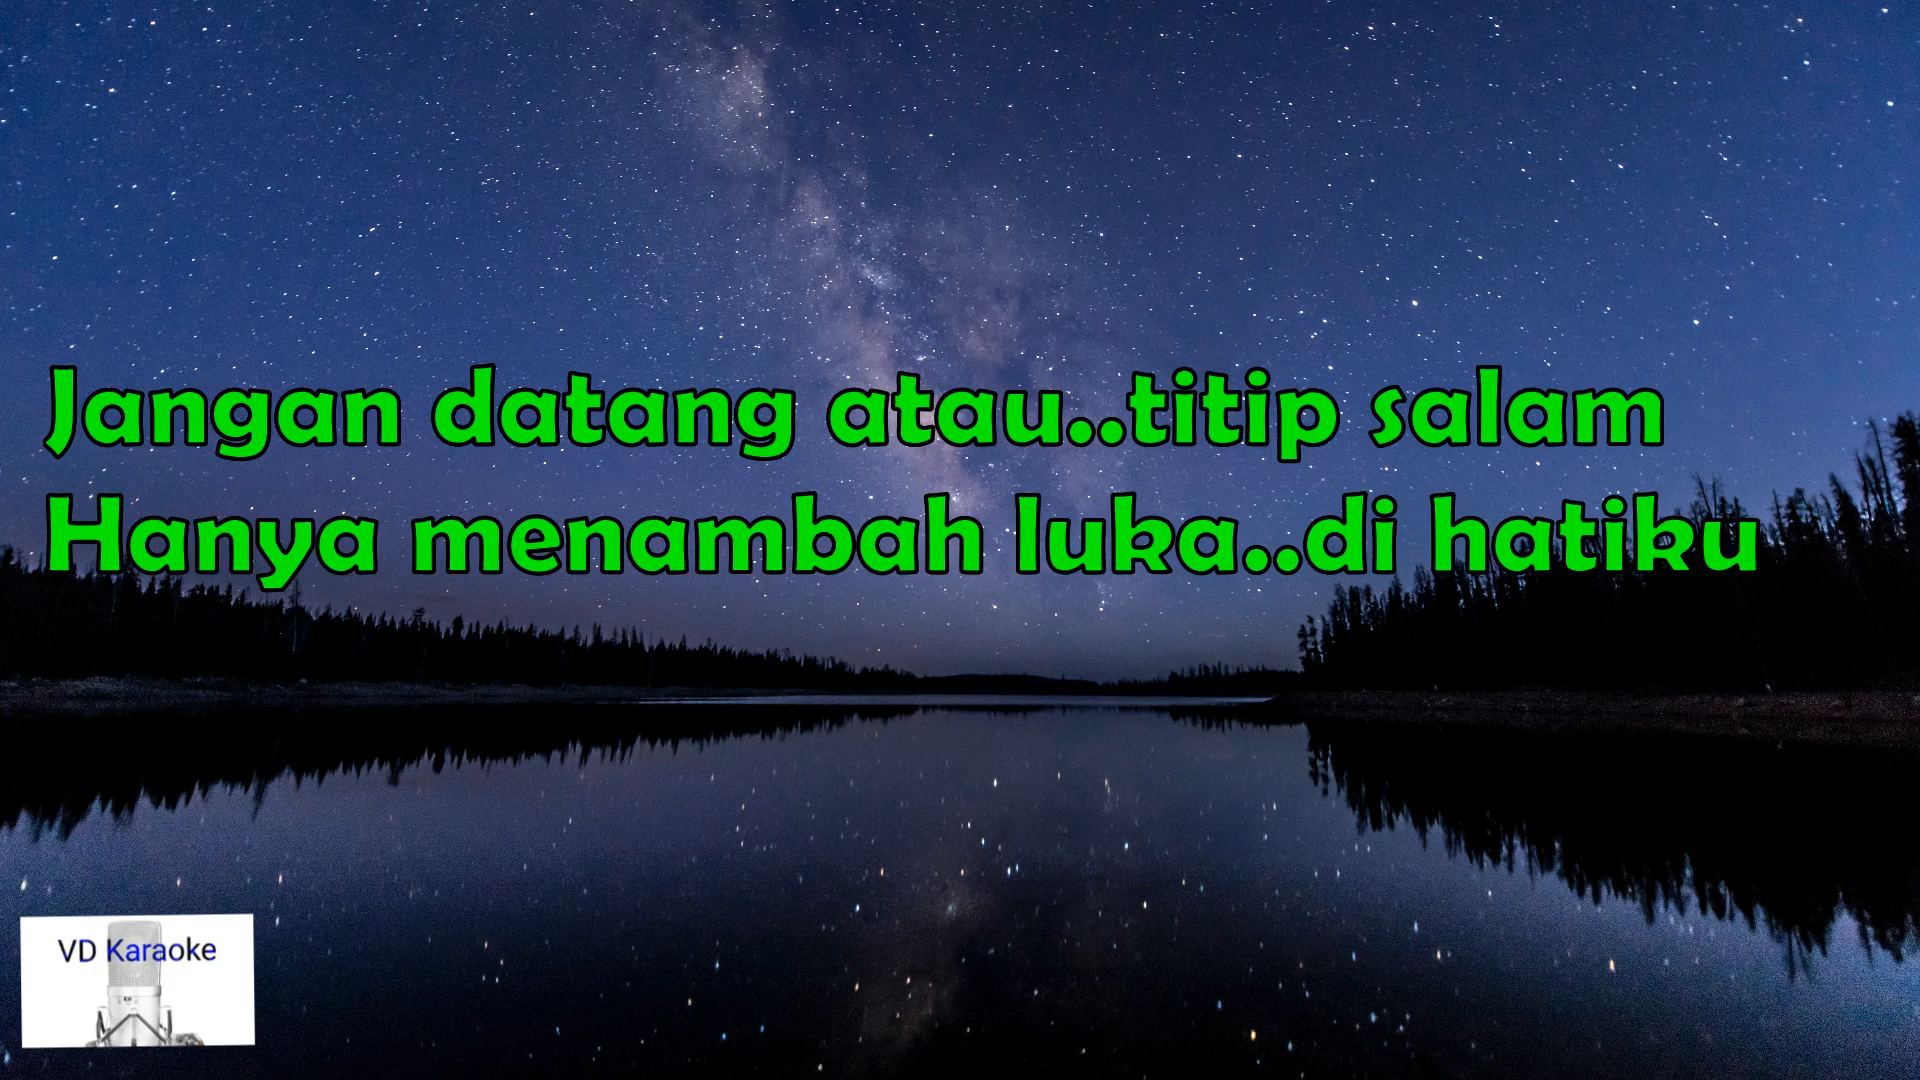 Jangan datang atau..titip salam
Hanya menambah luka..di hatiku
VD Karaoke